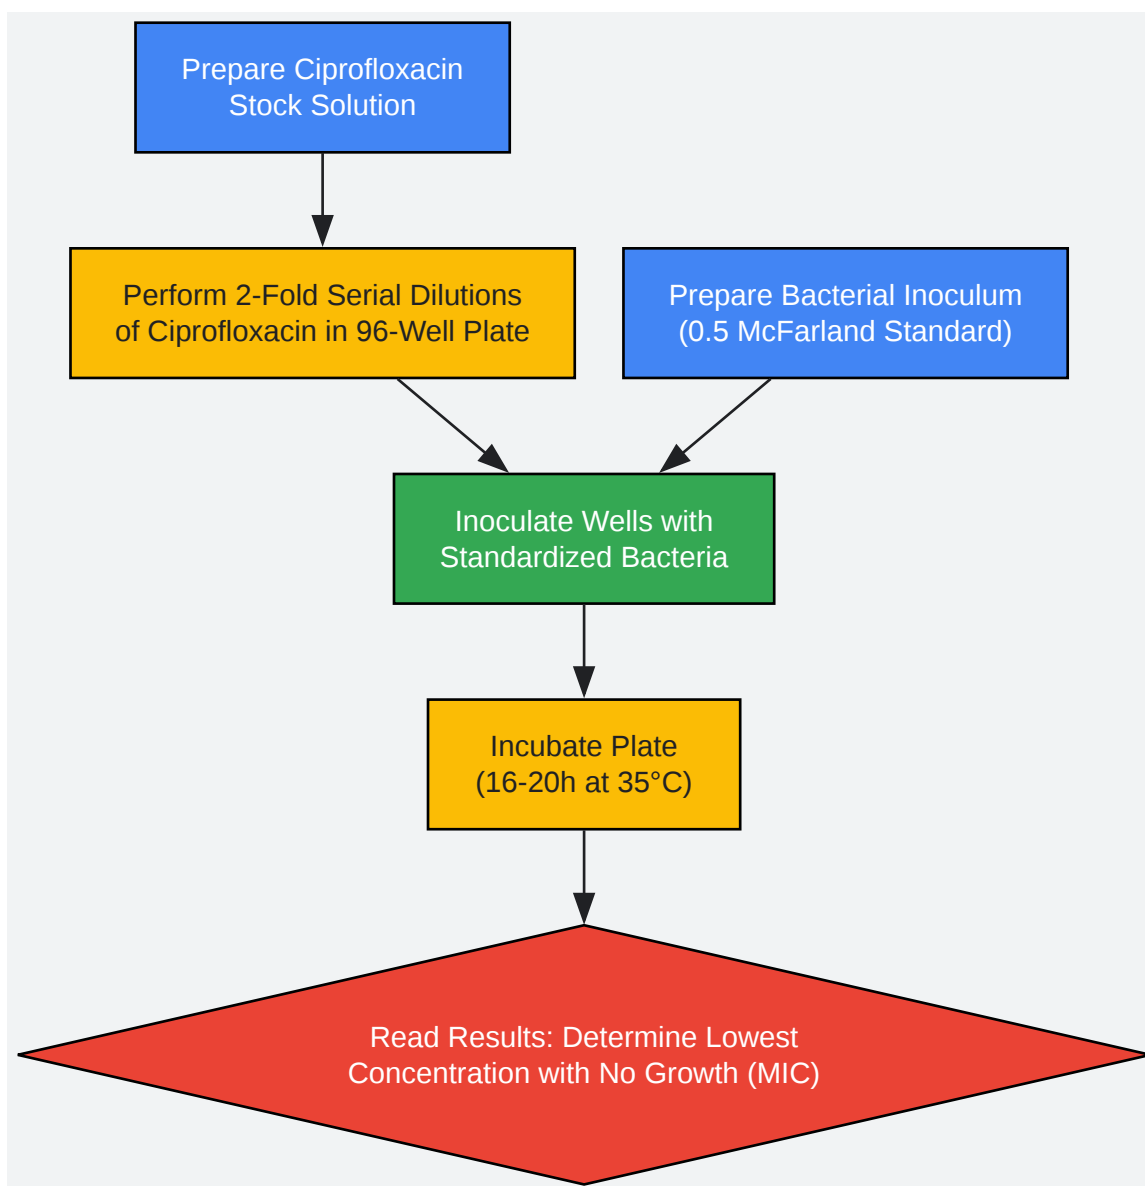 Prepare Ciprofloxacin
Stock Solution
Perform 2-Fold Serial Dilutions
of Ciprofloxacin in 96-Well Plate
Prepare Bacterial Inoculum
(0.5 McFarland Standard)
Inoculate Wells with
Standardized Bacteria
Incubate Plate
(16-20h at 35°C)
Read Results: Determine Lowest
Concentration with No Growth (MIC)